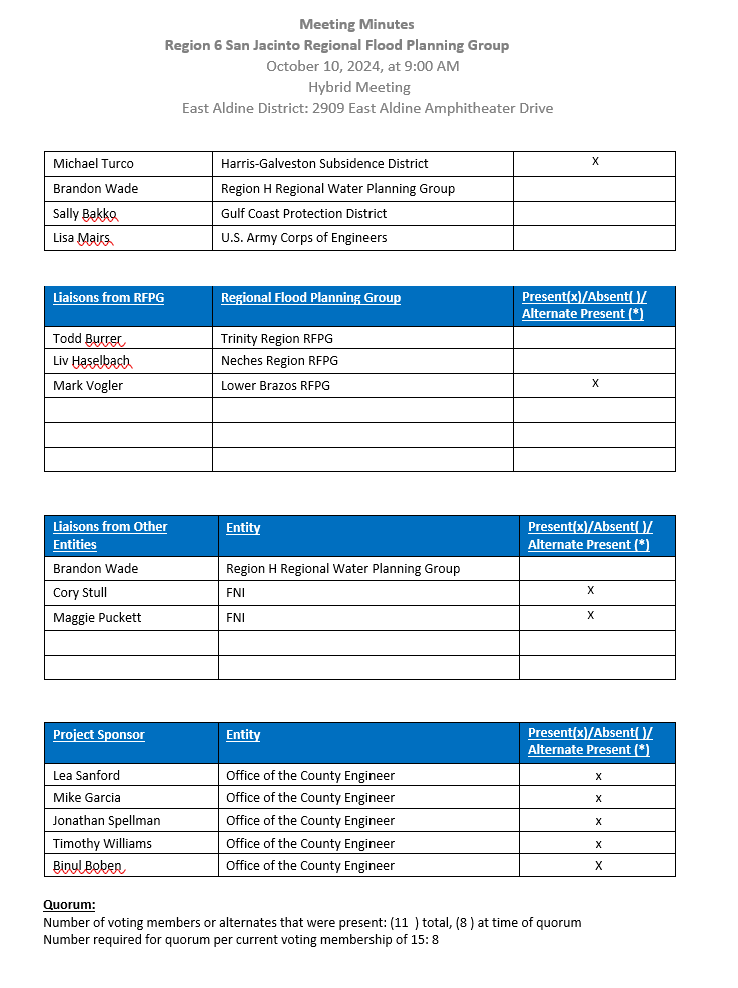 Meeting Minutes
Region 6 San Jacinto Regional Flood Planning Group
October 10, 2024, at 9:00 AM
Hybrid Meeting
East Aldine District: 2909 East Aldine Amphitheater Drive
Michael Turco Harris-Galveston Subsidence District X
Brandon Wade Region H Regional Water Planning Group
Sally Bakko Gulf Coast Protection District
Lisa Mairs U.S. Army Corps of Engineers
Liaisons from RFPG Regional Flood Planning Group Present(x)/Absent( )/
Alternate Present (*)
Todd Burrer Trinity Region RFPG
Liv Haselbach Neches Region RFPG
Mark Vogler Lower Brazos RFPG X
Liaisons from Other Entity Present(x)/Absent( )/
Entities Alternate Present (*)
Brandon Wade Region H Regional Water Planning Group
Cory Stull FNI X
Maggie Puckett FNI X
Project Sponsor Entity Present(x)/Absent( )/
Alternate Present (*)
Lea Sanford Office of the County Engineer x
Mike Garcia Office of the County Engineer x
Jonathan Spellman Office of the County Engineer x
Timothy Williams Office of the County Engineer x
Binul Boben Office of the County Engineer X
Quorum:
Number of voting members or alternates that were present: (11  ) total, (8 ) at time of quorum
Number required for quorum per current voting membership of 15: 8